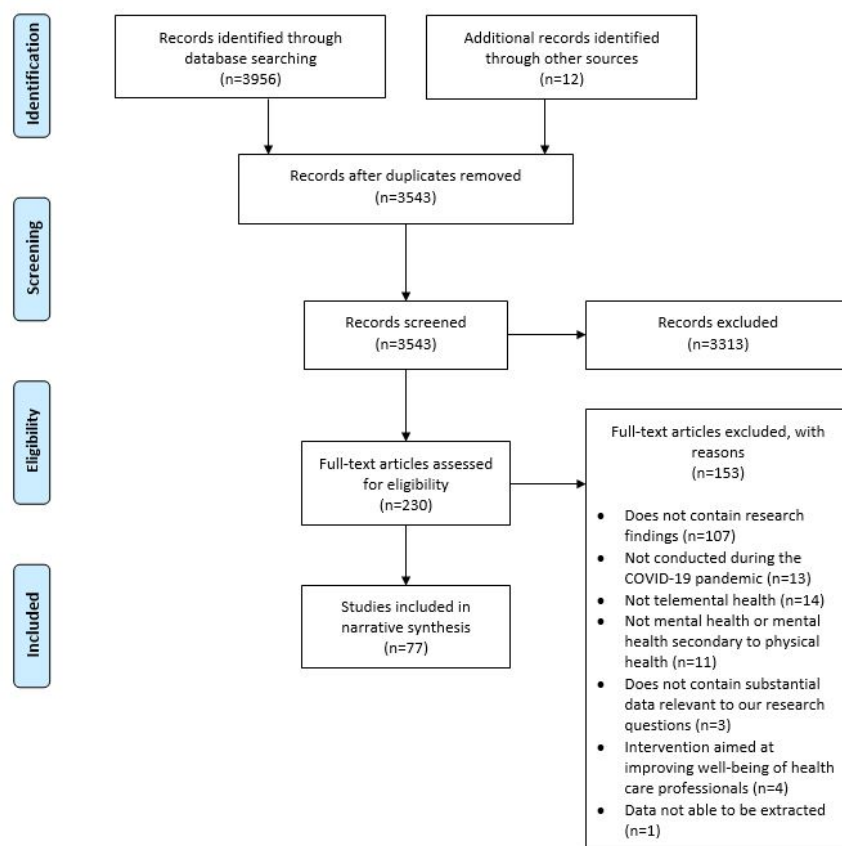 Identification
Records identified through
database searching
(n=3956)
Additional records identified
through other sources
(n=12)
Records after duplicates removed
(n=3543)
Screening
Records screened
(n=3543)
Records excluded
(n=3313)
Eligibility
Full-text articles assessed
for eligibility
(n=230)
Full-text articles excluded, with
reasons
(n=153)
• Does not contain research
findings (n=107)
• Not conducted during the
COVID-19 pandemic (n=13)
• Not telemental health (n=14)
• Not mental health or mental
health secondary to physical
health (n=11)
• Does not contain substantial
data relevant to our research
questions (n=3)
• Intervention aimed at
improving well-being of health
care professionals (n=4)
• Data not able to be extracted
(n=1)
Included
Studies included in
narrative synthesis
(n=77)